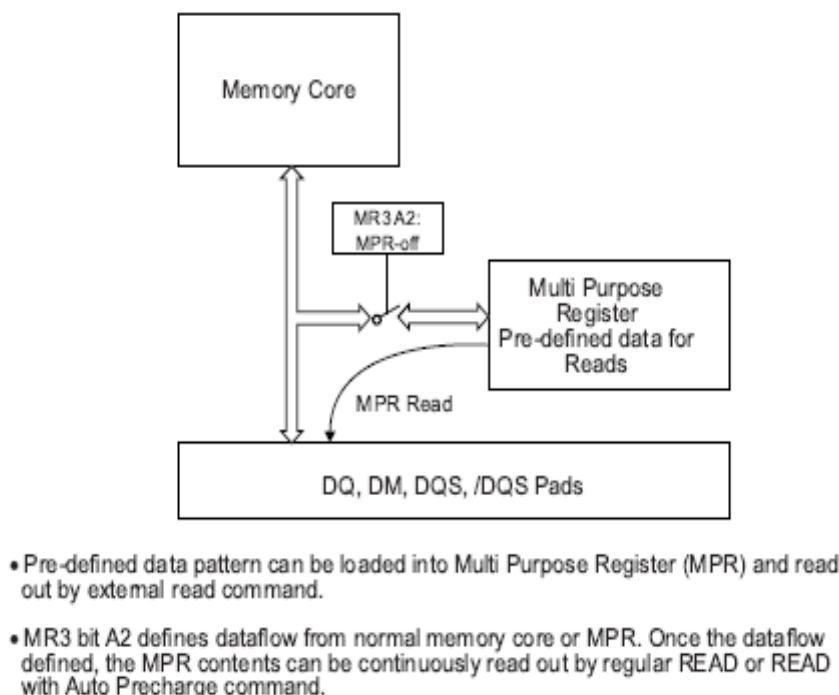 Memory Core
MR3 A2:
MPR-off
Multi Purpose
Register
Pre-defined data for
Reads
MPR Read
DQ, DM, DQS, /DQS Pads
• Pre-defined data pattern can be loaded into Multi Purpose Register (MPR) and read
out by external read command.
• MR3 bit A2 defines dataflow from normal memory core or MPR. Once the dataflow
defined, the MPR contents can be continuously read out by regular READ or READ
with Auto Precharge command.